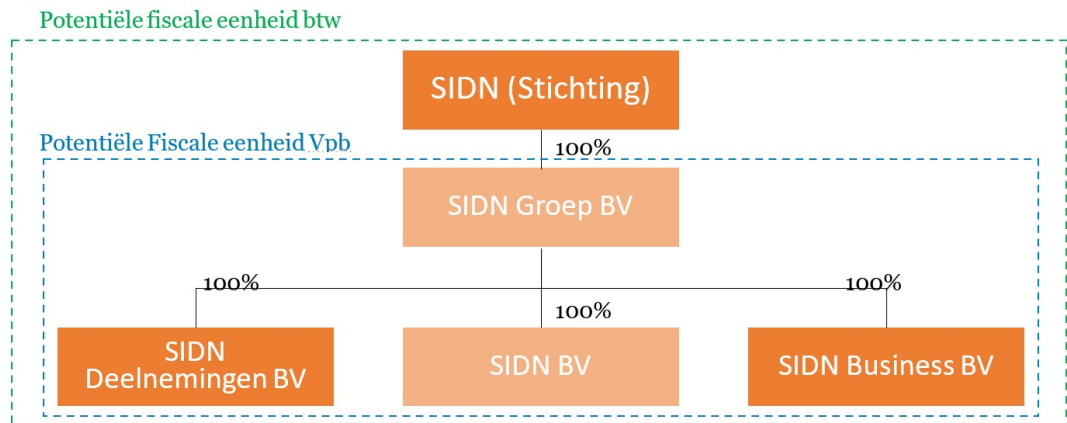 Potentiële fiscale eenheid btw
SIDN (Stichting)
Potentiële Fiscale eenheid Vpb
100%
SIDN Groep BV
100%
100%
100%
SIDN
Deelnemingen BV
SIDN BV
SIDN Business BV